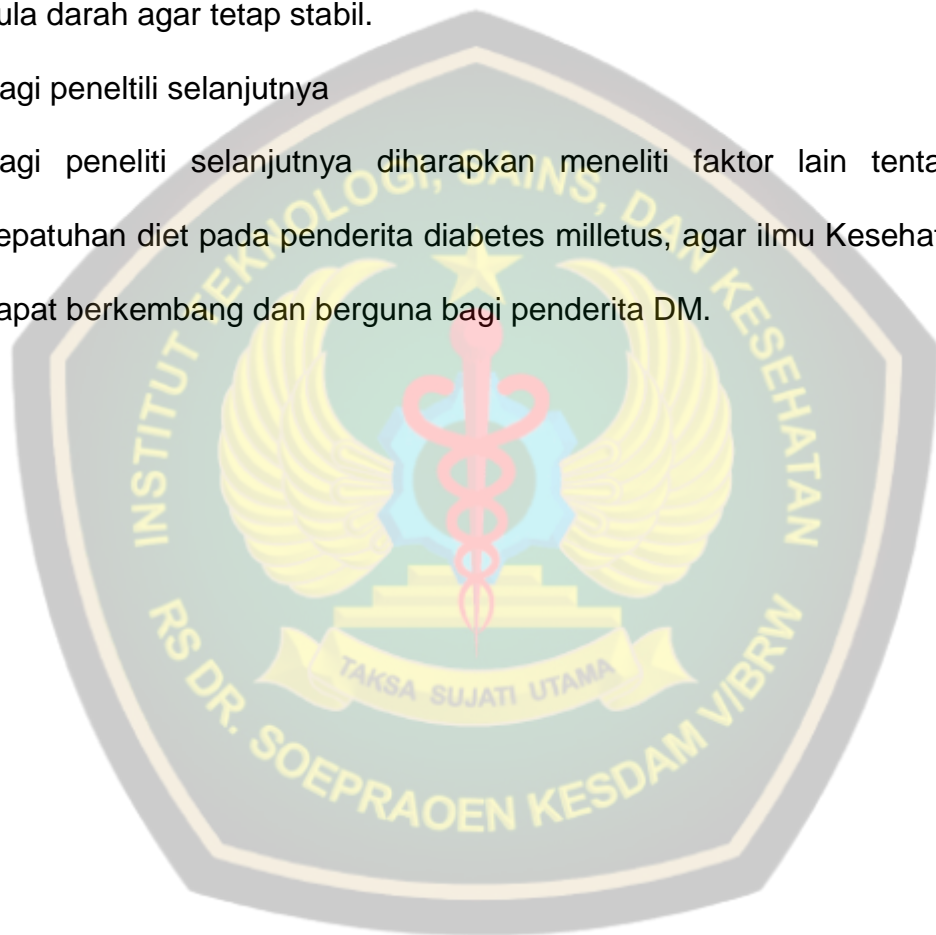 ula darah agar tetap stabil.
agi peneltili selanjutnya
agi peneliti selanjutnya diharapkan meneliti faktor lain tenta
epatuhan diet pada penderita diabetes milletus, agar ilmu Kesehat
apat berkembang dan berguna bagi penderita DM.
INSTITUT TEKNOLOGI, SAINS, DAN KESEHATAN
TAKSA SUJATI UTAMA
RS DR. SOEPRAOEN KESDAM V/BRW